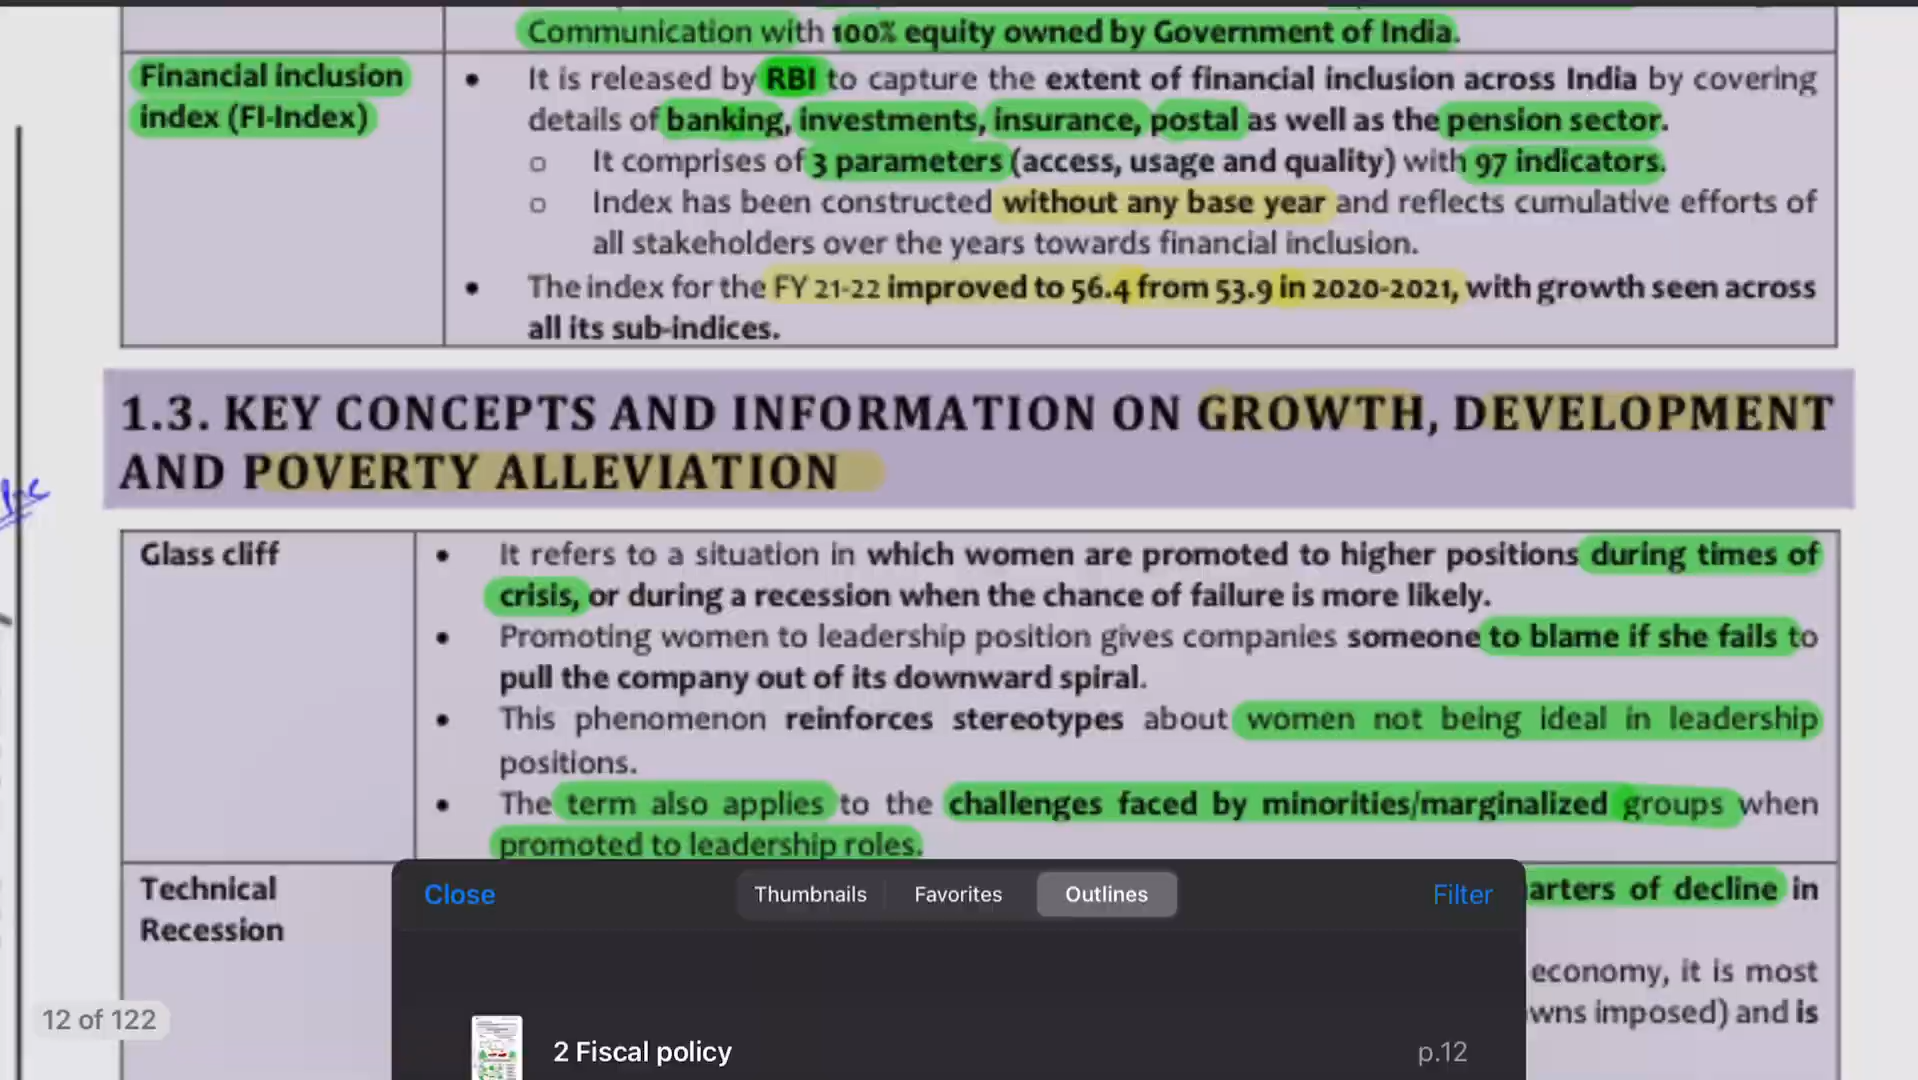 Communication with 100% equity owned by Government of India.
Financial inclusion
index (FI-Index)
• It is released by RBI to capture the extent of financial inclusion across India by covering
details of banking, investments, insurance, postal as well as the pension sector.
o It comprises of 3 parameters (access, usage and quality) with 97 indicators.
o Index has been constructed without any base year and reflects cumulative efforts of
all stakeholders over the years towards financial inclusion.
• The index for the FY 21-22 improved to 56.4 from 53.9 in 2020-2021, with growth seen across
all its sub-indices.
1.3. KEY CONCEPTS AND INFORMATION ON GROWTH, DEVELOPMENT
AND POVERTY ALLEVIATION
Glass cliff
• It refers to a situation in which women are promoted to higher positions during times of
crisis, or during a recession when the chance of failure is more likely.
• Promoting women to leadership position gives companies someone to blame if she fails to
pull the company out of its downward spiral.
• This phenomenon reinforces stereotypes about women not being ideal in leadership
positions.
• The term also applies to the challenges faced by minorities/marginalized groups when
promoted to leadership roles.
Technical
Recession
arters of decline in
economy, it is most
wns imposed) and is
Close
Thumbnails
Favorites
Outlines
Filter
2 Fiscal policy
p.12
12 of 122